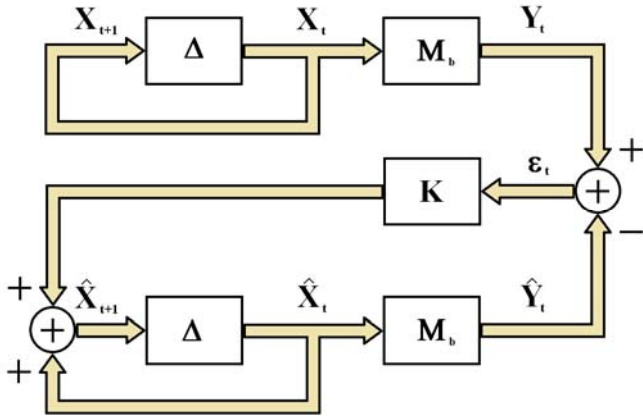 X_{t+1} Δ X_t M_b Y_t
+
ε_t
K +
−
+ X̂_{t+1} X̂_t Ŷ_t
+ Δ M_b
+